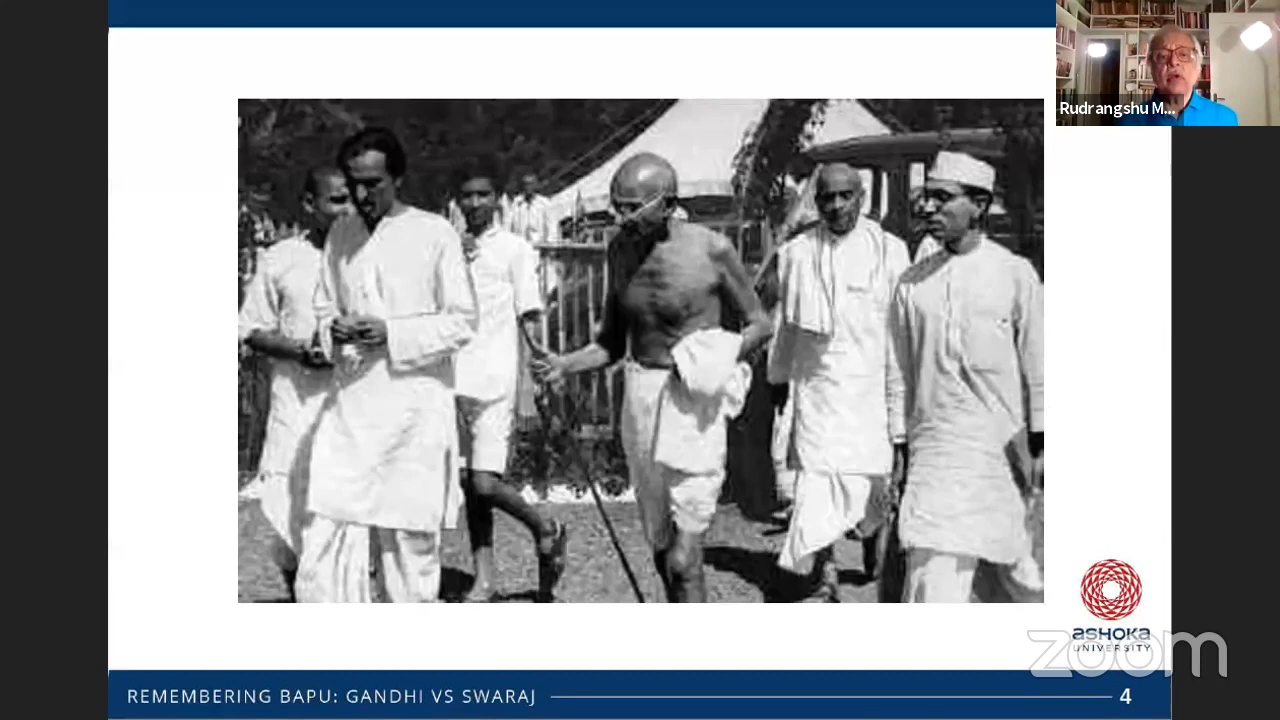 Rudrangshu M...
ASHOKA
UNIVERSITY
zoom
REMEMBERING BAPU: GANDHI VS SWARAJ
4